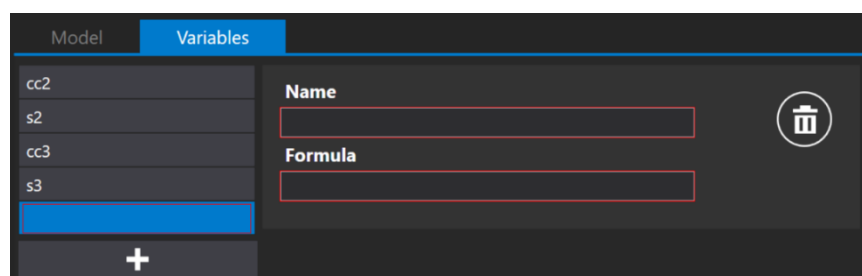 Model Variables
cc2
Name
s2
cc3
Formula
s3